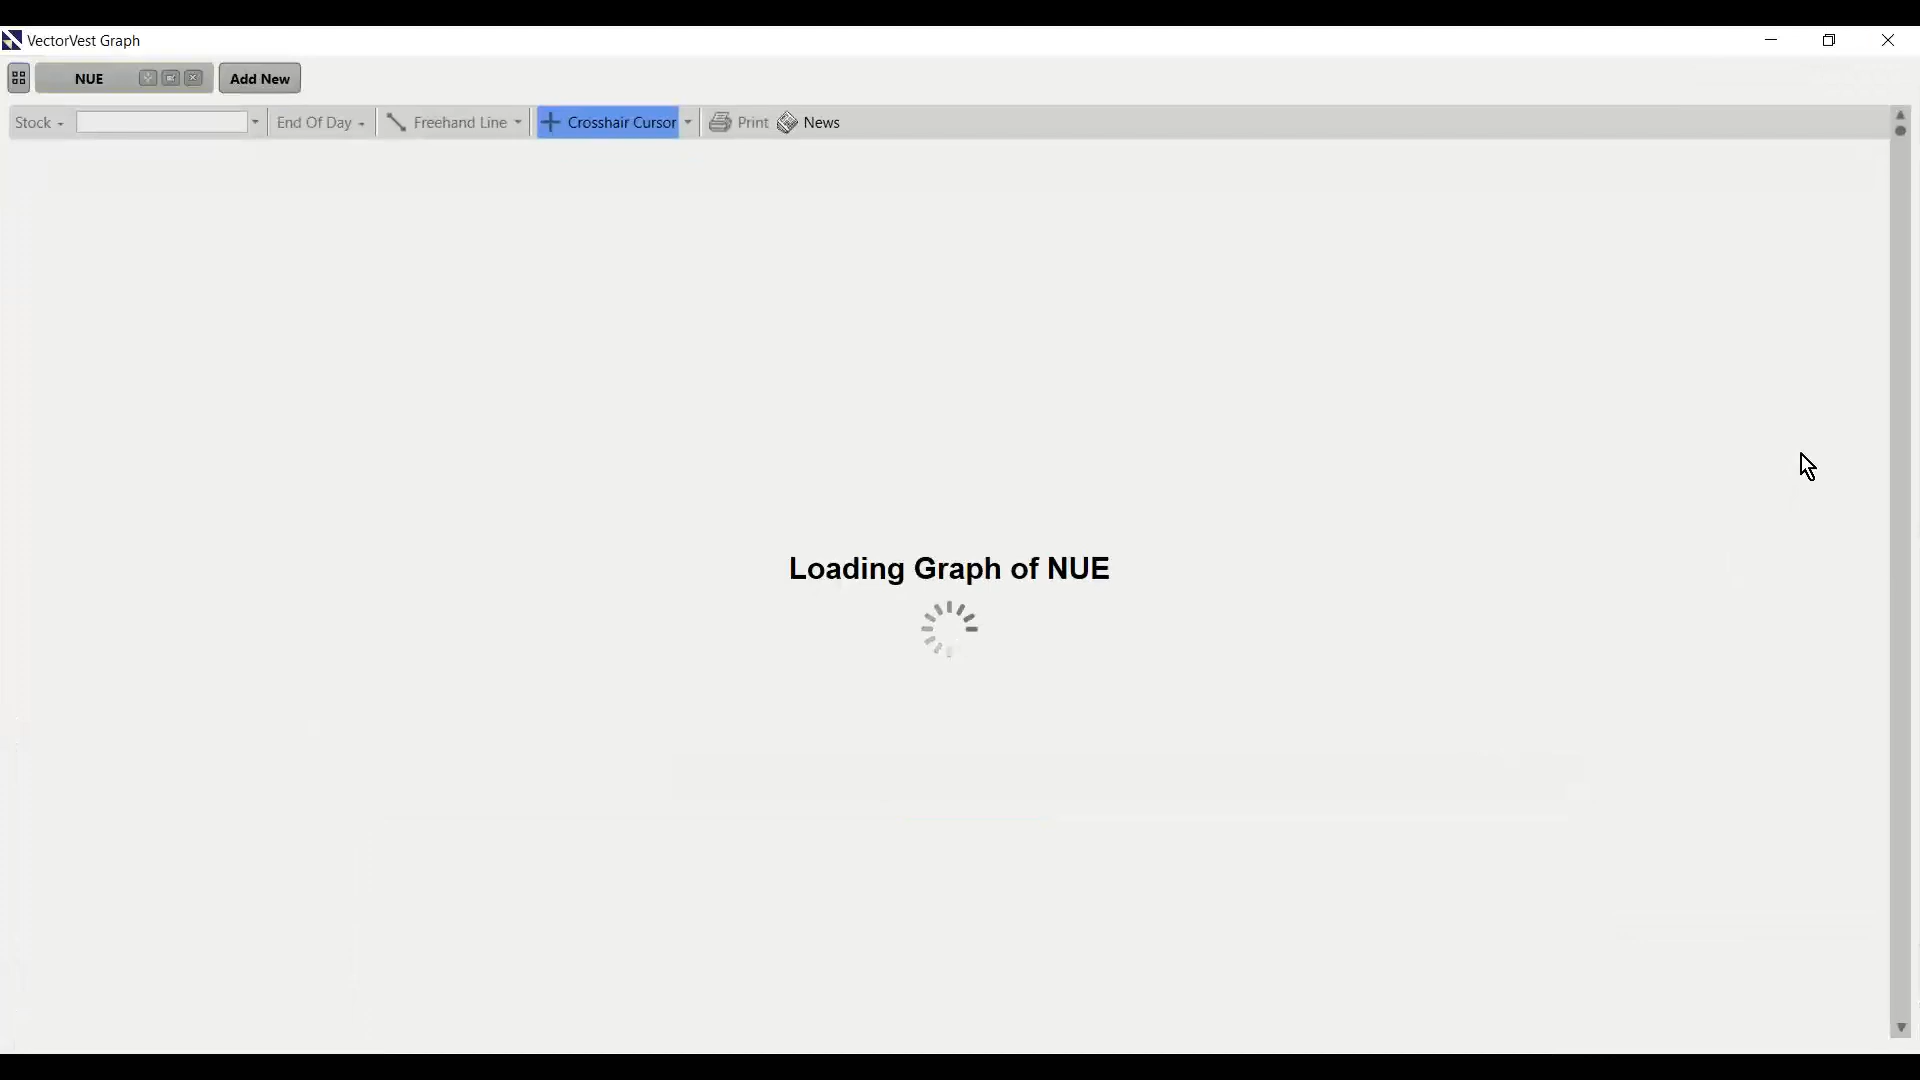 VectorVest Graph
NUE
Add New
Stock
End Of Day
Freehand Line
Crosshair Cursor
Print
News
Loading Graph of NUE